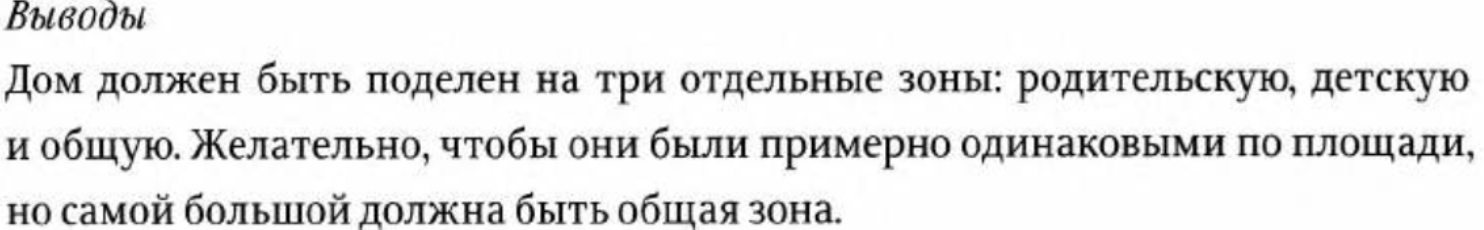 Выводы
Дом должен быть поделен на три отдельные зоны: родительскую, детскую
и общую. Желательно, чтобы они были примерно одинаковыми по площади,
но самой большой должна быть общая зона.